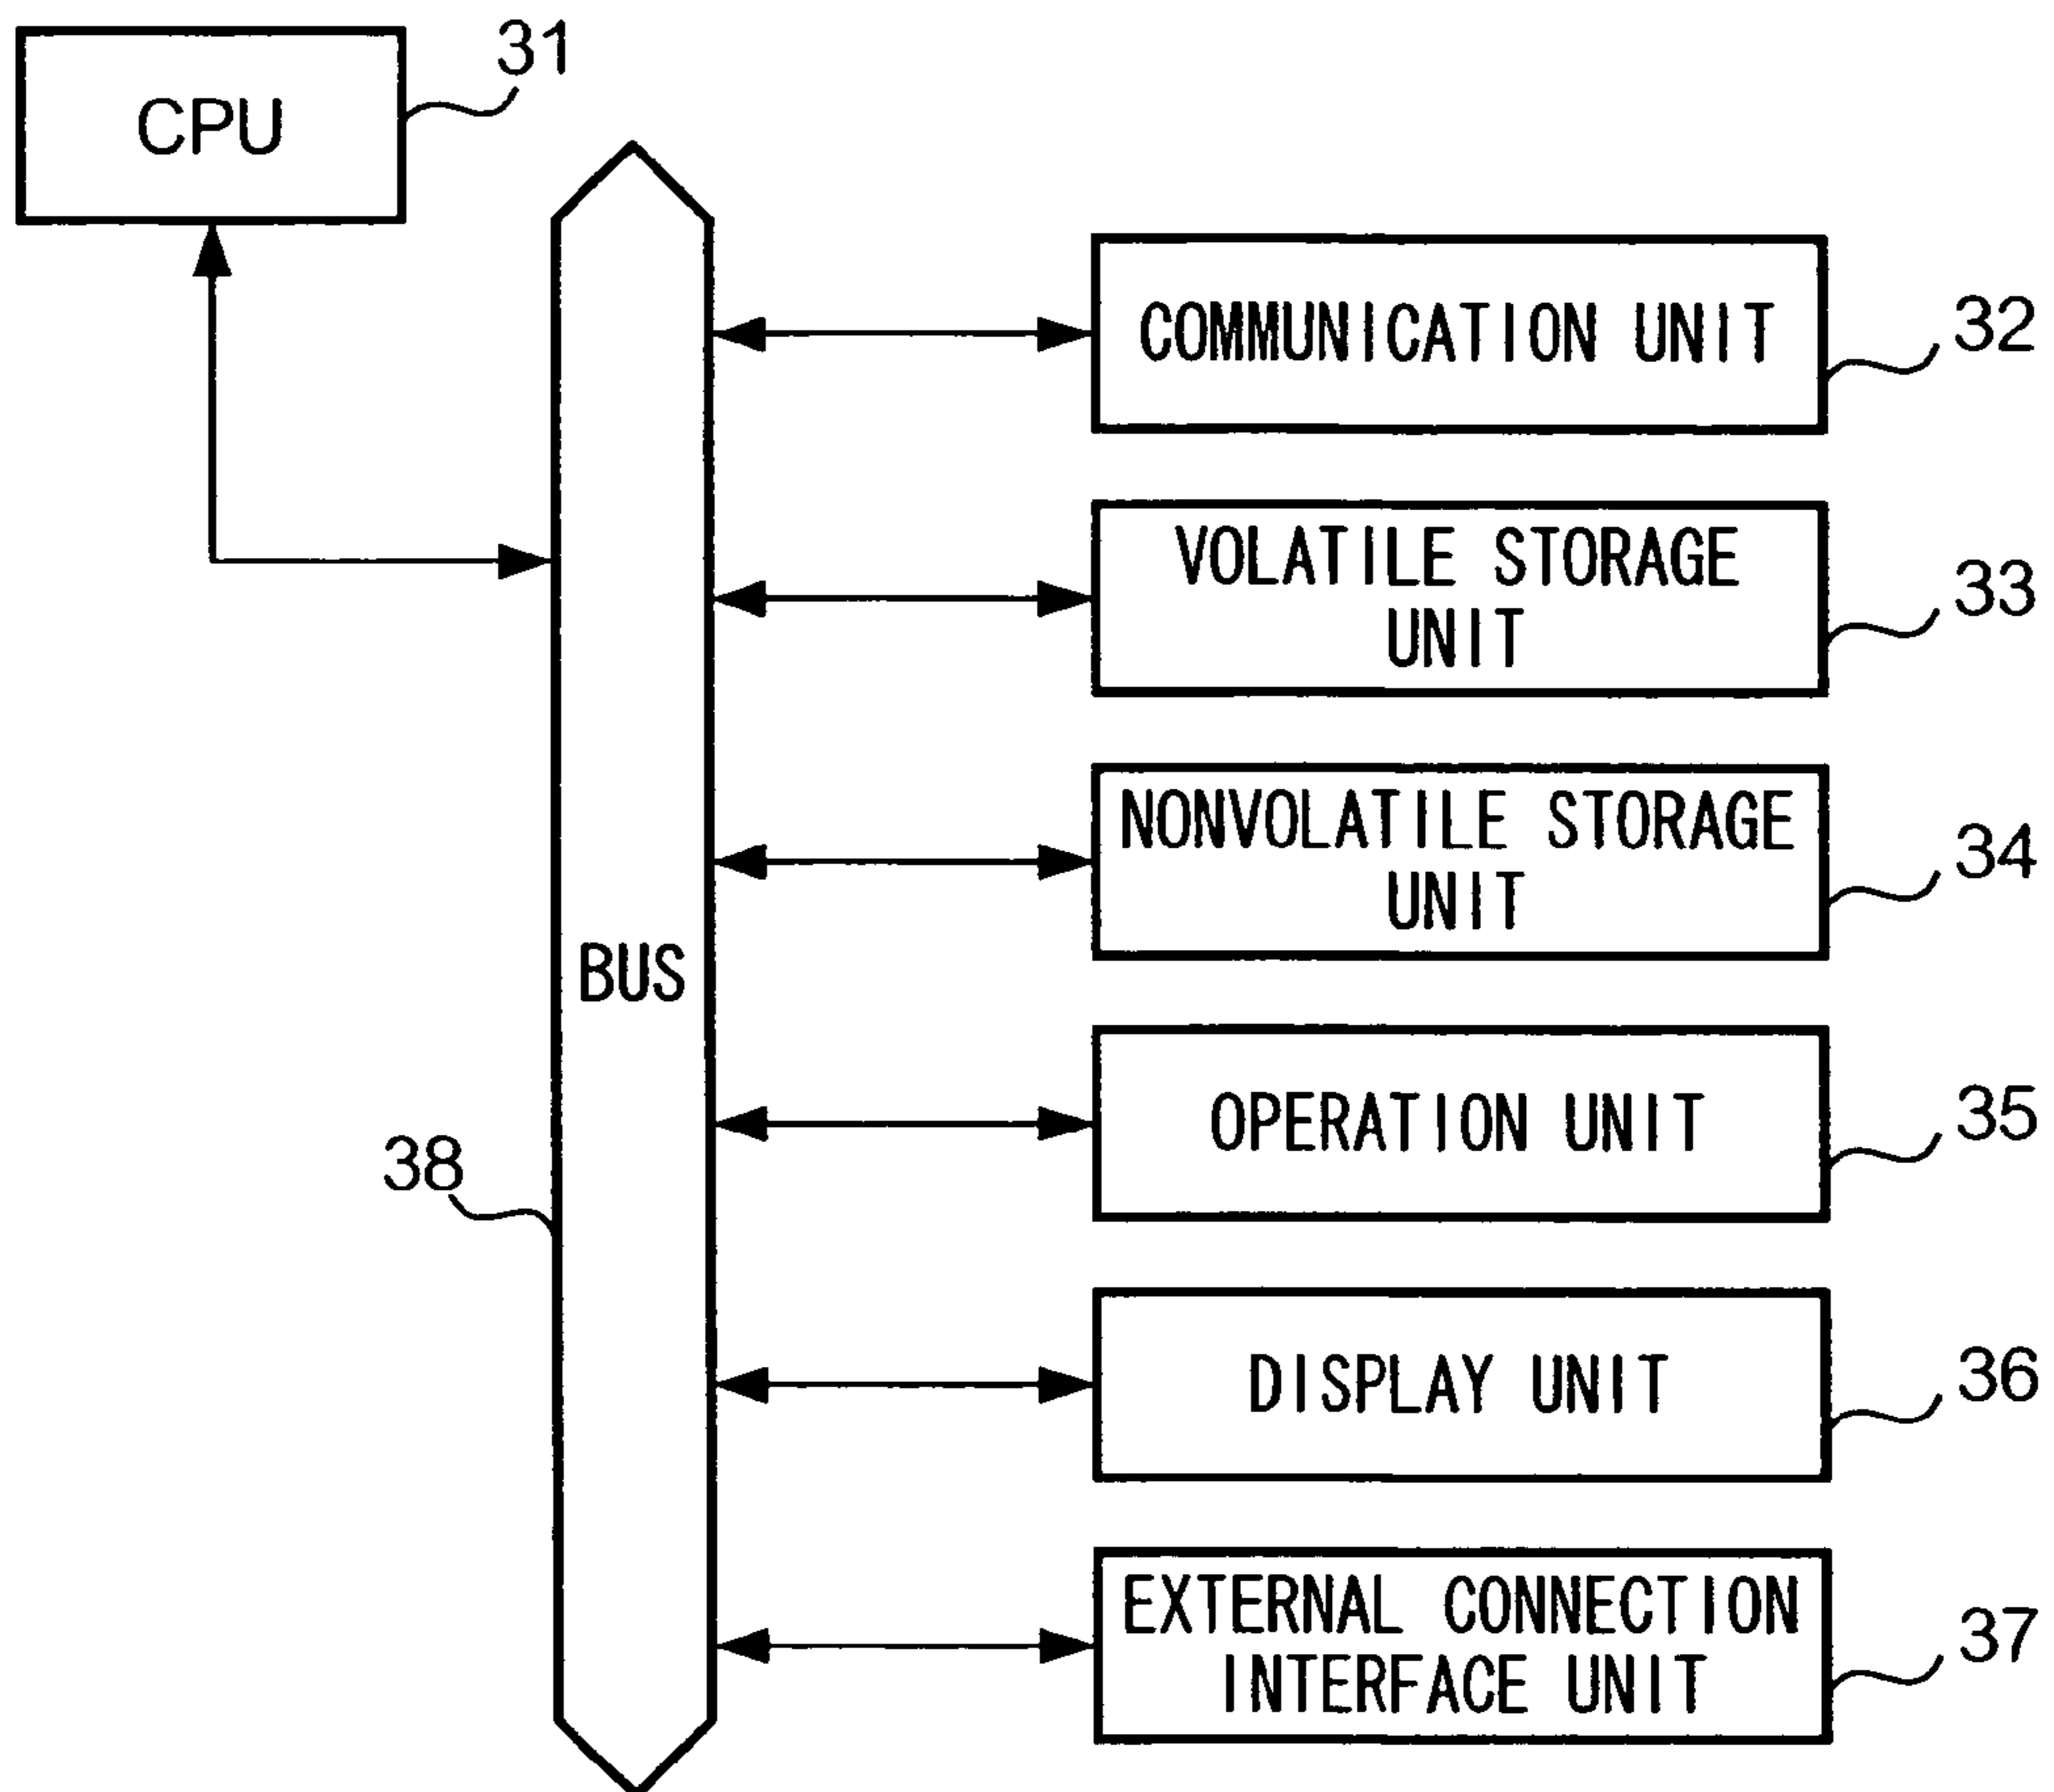 31
CPU
COMMUNICATION UNIT
32
VOLATILE STORAGE
UNIT
33
NONVOLATILE STORAGE
UNIT
34
BUS
OPERATION UNIT
35
38
DISPLAY UNIT
36
EXTERNAL CONNECTION
INTERFACE UNIT
37